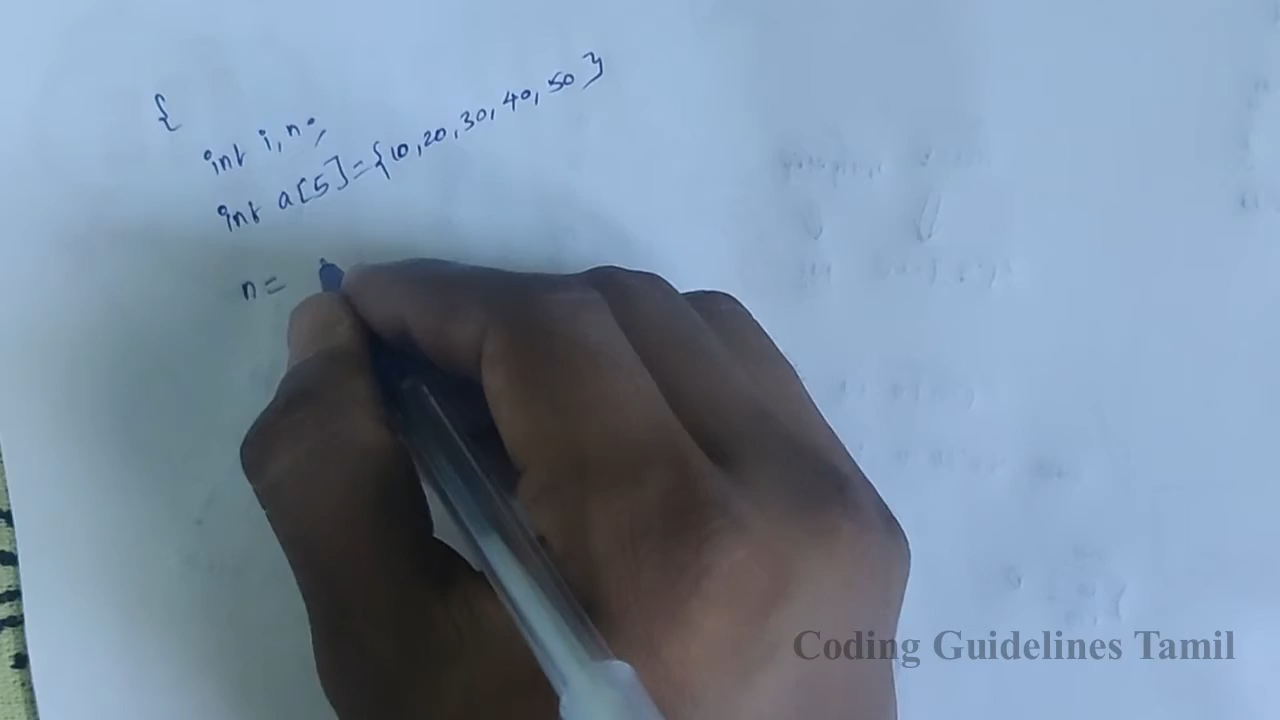 {
int i, n;
int a[5]={10,20,30,40,50}
n=
Coding Guidelines Tamil